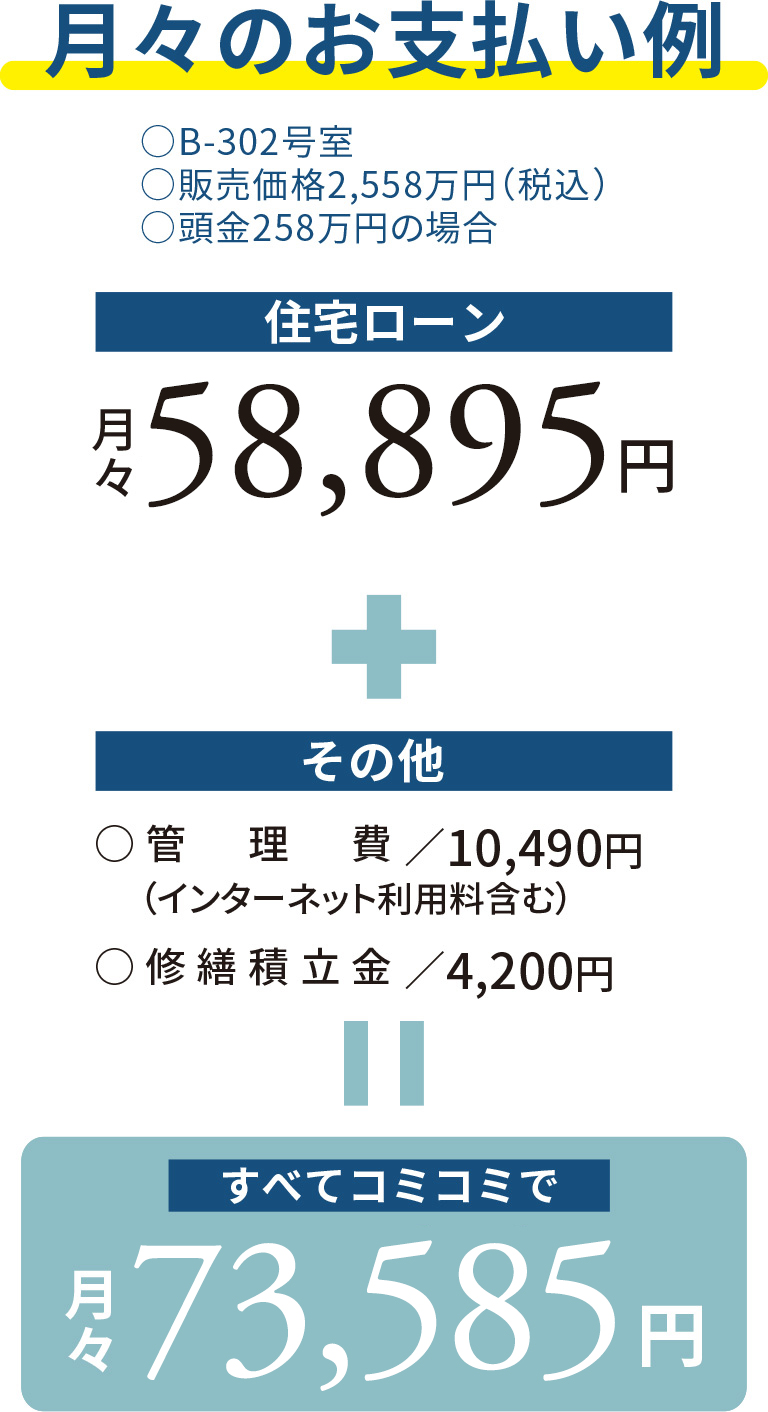 月々のお支払い例
○B-302号室
○販売価格2,558万円(税込)
○頭金258万円の場合
住宅ローン
月々58,895円
+
その他
○管理費/10,490円
(インターネット利用料含む)
○修繕積立金/4,200円
すべてコミコミで
月々73,585円